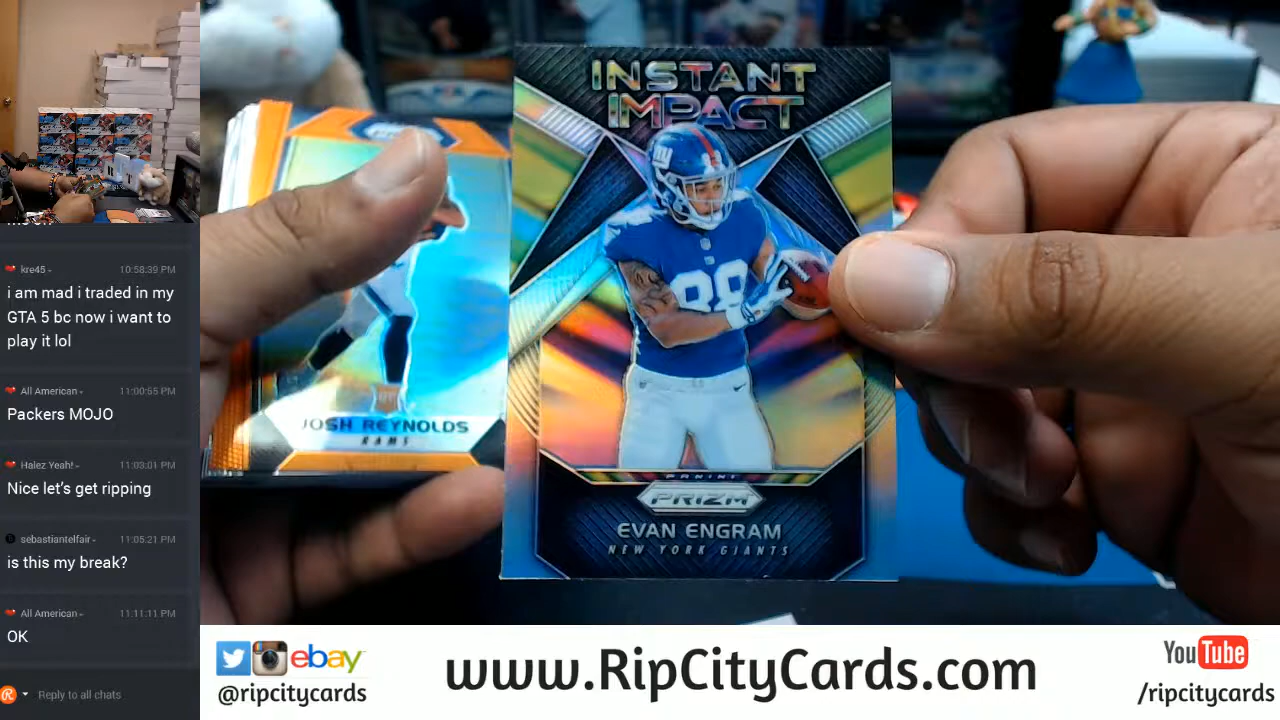 kre45
10:58:39 PM
i am mad i traded in my
GTA 5 bc now i want to
play it lol
All American
11:00:55 PM
Packers MOJO
Halez Yeah!
11:03:01 PM
Nice let's get ripping
sebastiantelfair
11:05:21 PM
is this my break?
All American
11:11:11 PM
OK
Reply to all chats
INSTANT
IMPACT
88
PANINI
PRIZM
EVAN ENGRAM
NEW YORK GIANTS
JOSH REYNOLDS
RAMS
ebay
@ripcitycards
www.RipCityCards.com
YouTube
/ripcitycards